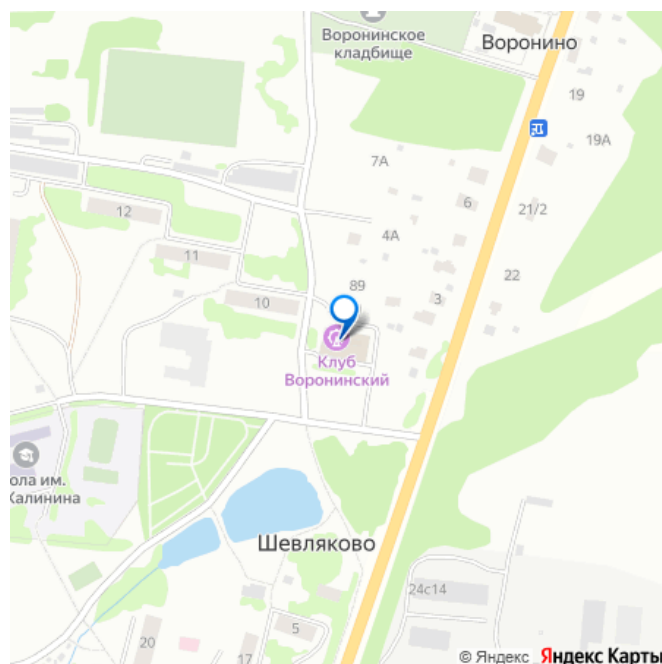 Воронинское
кладбище
Воронино
19
19А
7А
6
21/2
12
4А
11
22
89
10
3
Клуб
Воронинский
ола им.
Калинина
Шевляково
24с14
5
20
17
© Яндекс Яндекс Карты